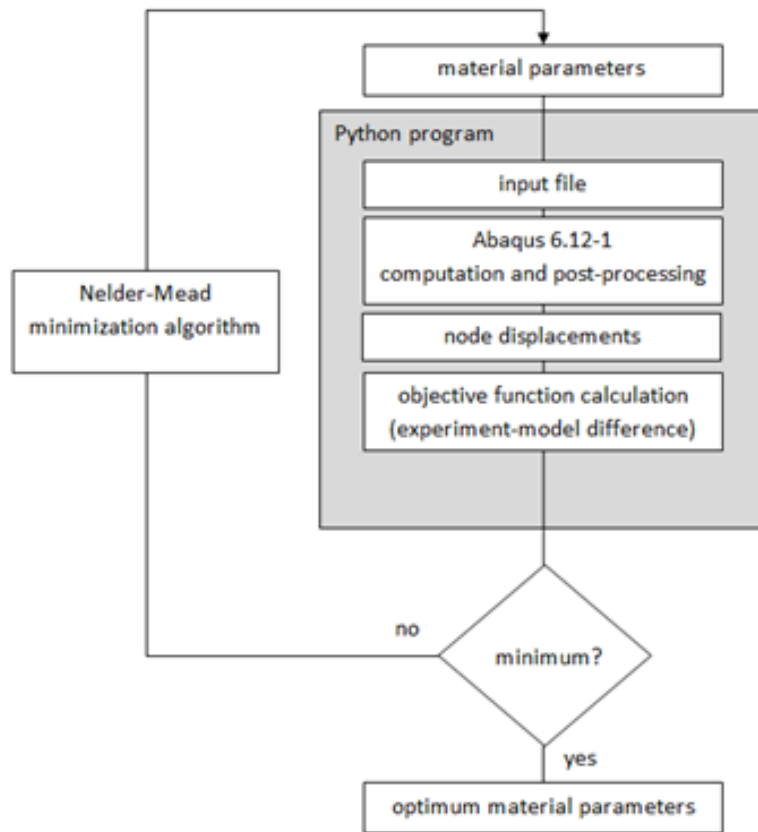 material parameters
Python program
input file
Abaqus 6.12-1
computation and post-processing
Nelder-Mead
minimization algorithm
node displacements
objective function calculation
(experiment-model difference)
no
minimum?
yes
optimum material parameters